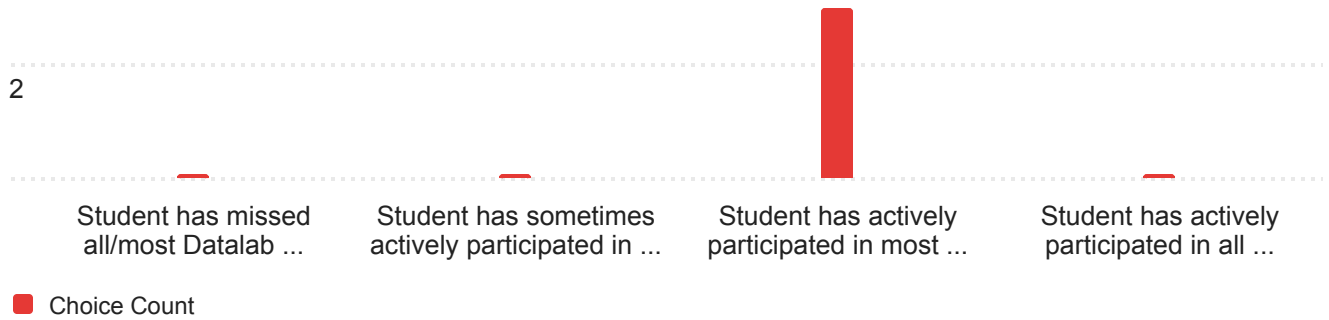 2
Student has missed
all/most Datalab ...
Student has sometimes
actively participated in ...
Student has actively
participated in most ...
Student has actively
participated in all ...
Choice Count